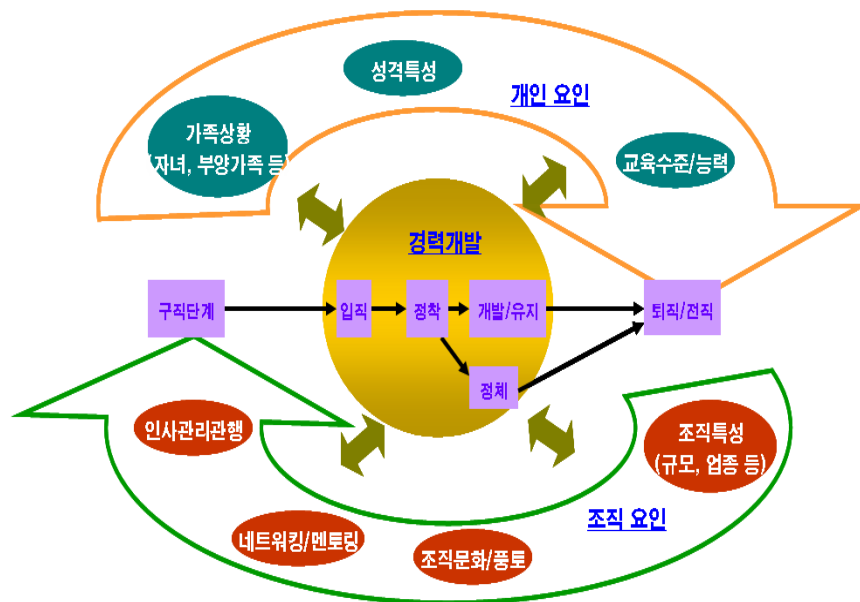 성격특성
개인 요인
가족상황
(자녀, 부양가족 등)
교육수준/능력
경력개발
구직단계
입직
정착
개발/유지
퇴직/전직
정체
인사관리관행
조직특성
(규모, 업종 등)
네트워킹/멘토링
조직문화/풍토
조직 요인